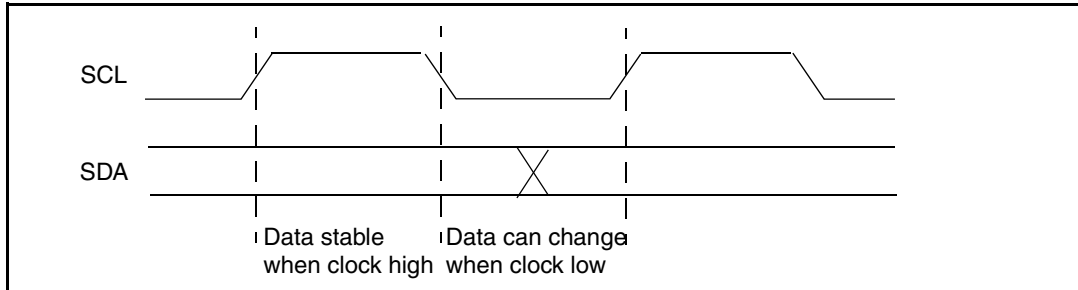 SCL
SDA
Data stable
when clock high
Data can change
when clock low